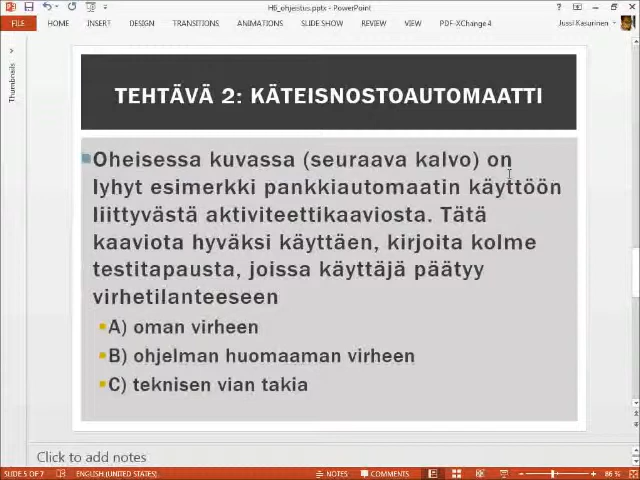 H6_ohjeistus.pptx - PowerPoint
FILE HOME INSERT DESIGN TRANSITIONS ANIMATIONS SLIDE SHOW REVIEW VIEW PDF-XChange 4 Jussi Kasurinen
Thumbnails
TEHTÄVÄ 2: KÄTEISNOSTOAUTOMAATTI
Oheisessa kuvassa (seuraava kalvo) on
lyhyt esimerkki pankkiautomaatin käyttöön
liittyvästä aktiviteettikaaviosta. Tätä
kaaviota hyväksi käyttäen, kirjoita kolme
testitapausta, joissa käyttäjä päätyy
virhetilanteeseen
A) oman virheen
B) ohjelman huomaaman virheen
C) teknisen vian takia
Click to add notes
SLIDE 5 OF 7 ENGLISH (UNITED STATES) NOTES COMMENTS 86 %